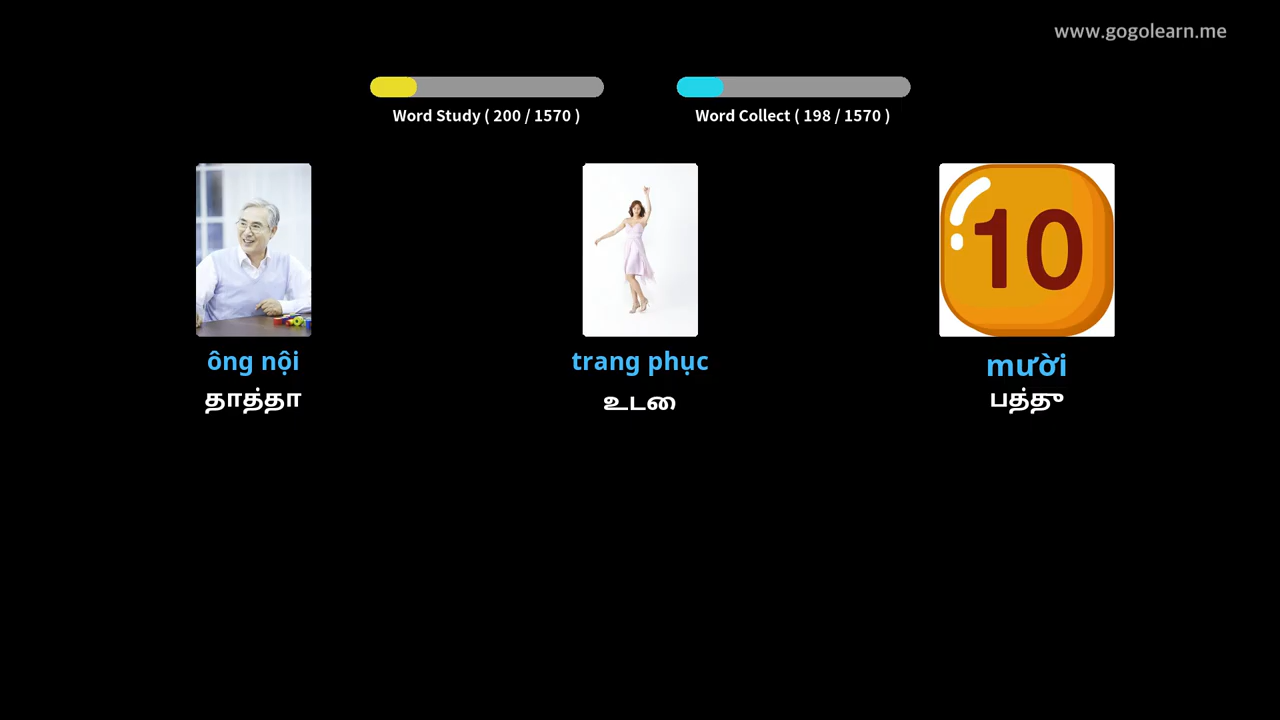 www.gogolearn.me
Word Study ( 200 / 1570 )
Word Collect ( 198 / 1570 )
10
ông nội
trang phục
mười
தாத்தா
உடை
பத்து